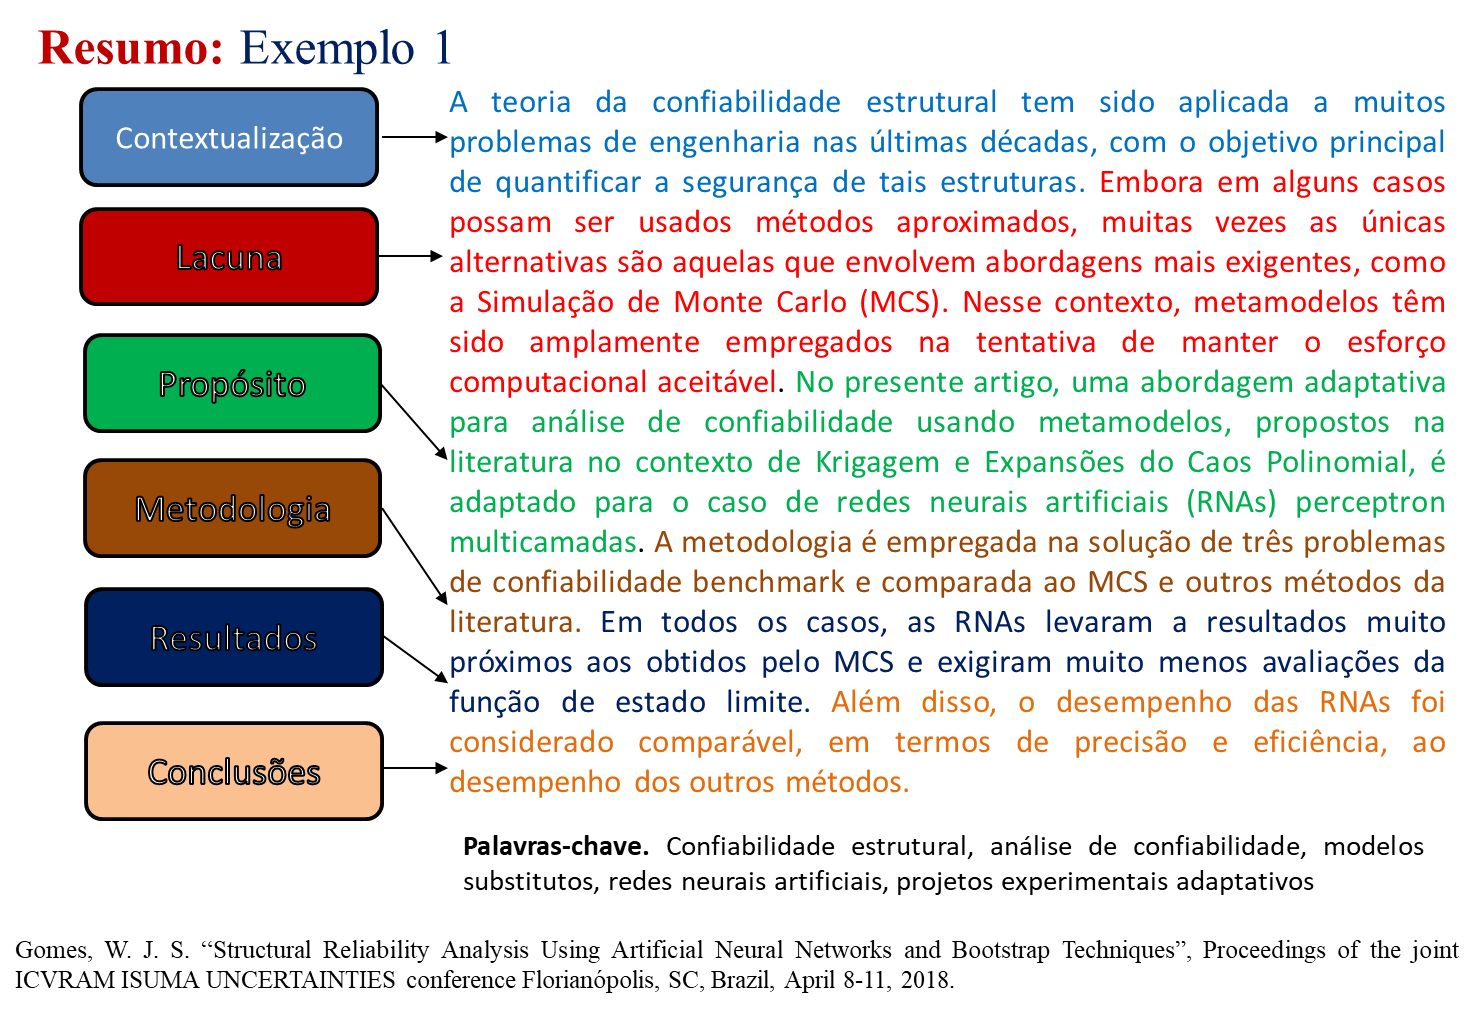 Resumo: Exemplo 1
Contextualização
Lacuna
Propósito
Metodologia
Resultados
Conclusões
A teoria da confiabilidade estrutural tem sido aplicada a muitos
problemas de engenharia nas últimas décadas, com o objetivo principal
de quantificar a segurança de tais estruturas. Embora em alguns casos
possam ser usados métodos aproximados, muitas vezes as únicas
alternativas são aquelas que envolvem abordagens mais exigentes, como
a Simulação de Monte Carlo (MCS). Nesse contexto, metamodelos têm
sido amplamente empregados na tentativa de manter o esforço
computacional aceitável. No presente artigo, uma abordagem adaptativa
para análise de confiabilidade usando metamodelos, propostos na
literatura no contexto de Krigagem e Expansões do Caos Polinomial, é
adaptado para o caso de redes neurais artificiais (RNAs) perceptron
multicamadas. A metodologia é empregada na solução de três problemas
de confiabilidade benchmark e comparada ao MCS e outros métodos da
literatura. Em todos os casos, as RNAs levaram a resultados muito
próximos aos obtidos pelo MCS e exigiram muito menos avaliações da
função de estado limite. Além disso, o desempenho das RNAs foi
considerado comparável, em termos de precisão e eficiência, ao
desempenho dos outros métodos.
Palavras-chave. Confiabilidade estrutural, análise de confiabilidade, modelos
substitutos, redes neurais artificiais, projetos experimentais adaptativos
Gomes, W. J. S. “Structural Reliability Analysis Using Artificial Neural Networks and Bootstrap Techniques”, Proceedings of the joint
ICVRAM ISUMA UNCERTAINTIES conference Florianópolis, SC, Brazil, April 8-11, 2018.